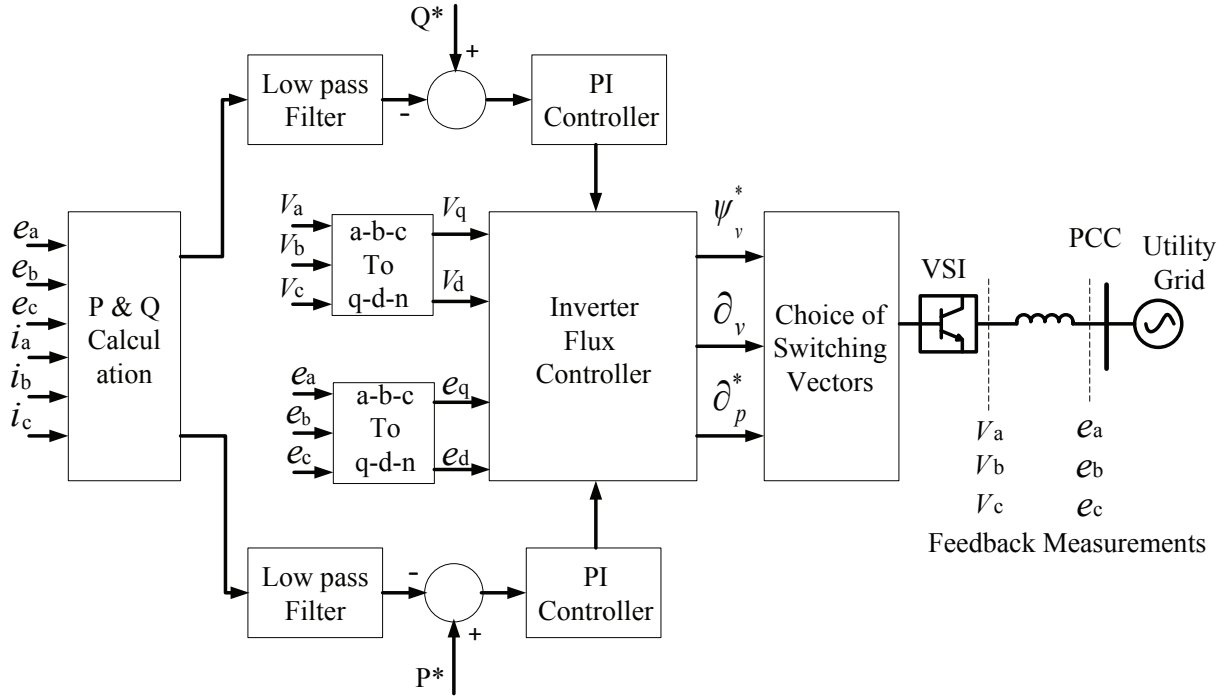 Q*
+
-
Low pass
Filter
PI
Controller
ea
eb
ec
ia
ib
ic
P & Q
Calcul
ation
Va
Vb
Vc
a-b-c
To
q-d-n
Vq
Vd
ea
eb
ec
a-b-c
To
q-d-n
eq
ed
Inverter
Flux
Controller
ψ*v
∂v
∂*p
Choice of
Switching
Vectors
VSI
PCC
Utility
Grid
Va
Vb
Vc
ea
eb
ec
Feedback Measurements
Low pass
Filter
-
+
PI
Controller
P*